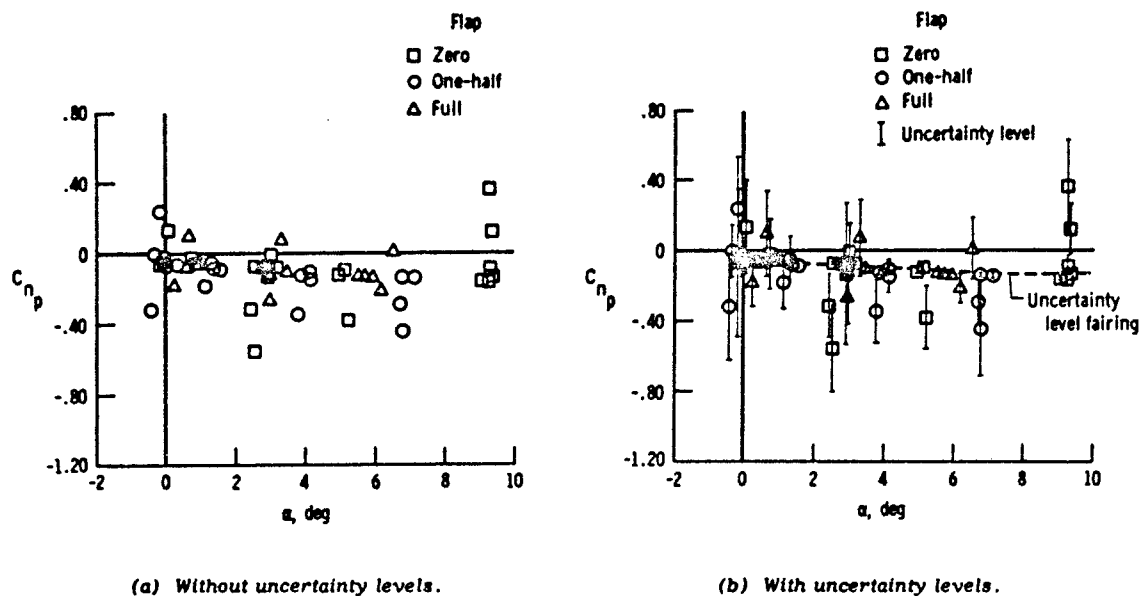 Flap
Zero
One-half
Full
(a)
.80
.40
0
-.40
-.80
-1.20
C n p
-2 0 2 4 6 8 10
α, deg
(a) Without uncertainty levels.
Flap
Zero
One-half
Full
Uncertainty level
(b)
.80
.40
0
-.40
-.80
-1.20
C n p
Uncertainty
level fairing
-2 0 2 4 6 8 10
α, deg
(b) With uncertainty levels.